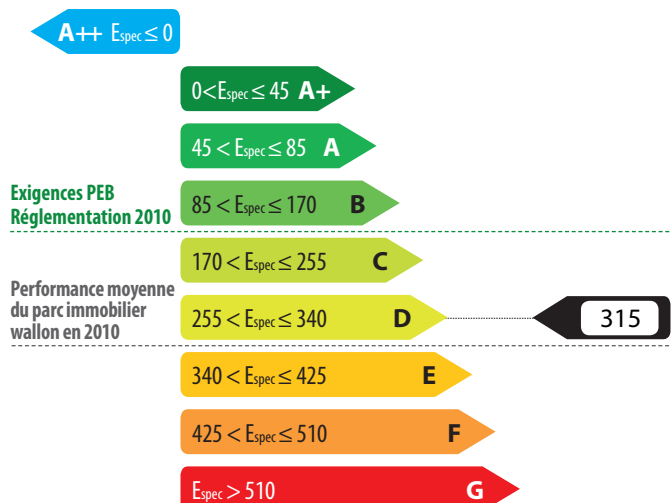 A++ Espec ≤ 0
0<Espec ≤ 45 A+
45 < Espec ≤ 85 A
Exigences PEB
Réglementation 2010
85 < Espec ≤ 170 B
170 < Espec ≤ 255 C
Performance moyenne
du parc immobilier
wallon en 2010
255 < Espec ≤ 340 D
315
340 < Espec ≤ 425 E
425 < Espec ≤ 510 F
Espec > 510 G